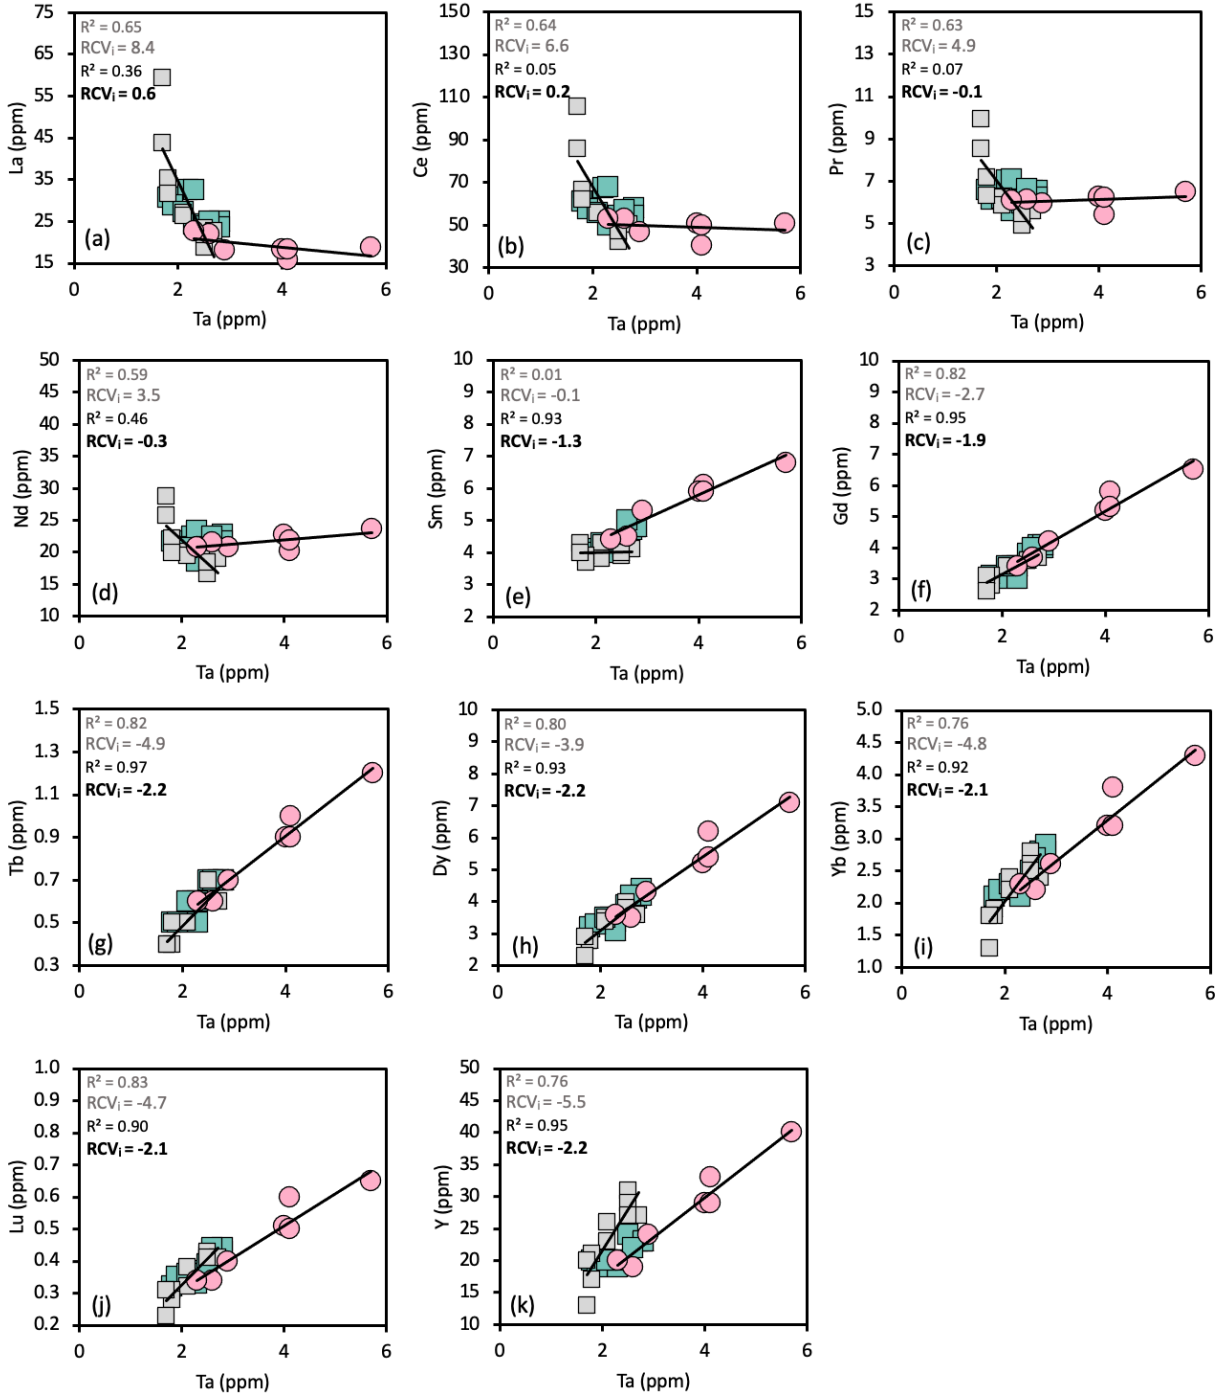 R² = 0.65
RCVi = 8.4
R² = 0.36
RCVi = 0.6
La (ppm)
75
65
55
45
35
25
15
(a)
0
2
4
6
Ta (ppm)
R² = 0.64
RCVi = 6.6
R² = 0.05
RCVi = 0.2
Ce (ppm)
150
130
110
90
70
50
30
(b)
0
2
4
6
Ta (ppm)
R² = 0.63
RCVi = 4.9
R² = 0.07
RCVi = -0.1
Pr (ppm)
15
13
11
9
7
5
3
(c)
0
2
4
6
Ta (ppm)
R² = 0.59
RCVi = 3.5
R² = 0.46
RCVi = -0.3
Nd (ppm)
50
45
40
35
30
25
20
15
10
(d)
0
2
4
6
Ta (ppm)
R² = 0.01
RCVi = -0.1
R² = 0.93
RCVi = -1.3
Sm (ppm)
10
9
8
7
6
5
4
3
2
(e)
0
2
4
6
Ta (ppm)
R² = 0.82
RCVi = -2.7
R² = 0.95
RCVi = -1.9
Gd (ppm)
10
9
8
7
6
5
4
3
2
(f)
0
2
4
6
Ta (ppm)
R² = 0.82
RCVi = -4.9
R² = 0.97
RCVi = -2.2
Tb (ppm)
1.5
1.3
1.1
0.9
0.7
0.5
0.3
(g)
0
2
4
6
Ta (ppm)
R² = 0.80
RCVi = -3.9
R² = 0.93
RCVi = -2.2
Dy (ppm)
10
9
8
7
6
5
4
3
2
(h)
0
2
4
6
Ta (ppm)
R² = 0.76
RCVi = -4.8
R² = 0.92
RCVi = -2.1
Yb (ppm)
5.0
4.5
4.0
3.5
3.0
2.5
2.0
1.5
1.0
(i)
0
2
4
6
Ta (ppm)
R² = 0.83
RCVi = -4.7
R² = 0.90
RCVi = -2.1
Lu (ppm)
1.0
0.9
0.8
0.7
0.6
0.5
0.4
0.3
0.2
(j)
0
2
4
6
Ta (ppm)
R² = 0.76
RCVi = -5.5
R² = 0.95
RCVi = -2.2
Y (ppm)
50
45
40
35
30
25
20
15
10
(k)
0
2
4
6
Ta (ppm)